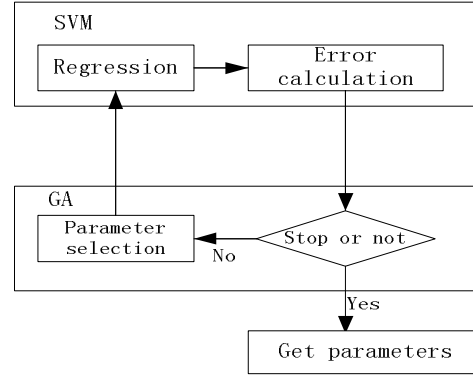 SVM
Regression
Error
calculation
GA
Parameter
selection
Stop or not
No
Yes
Get parameters